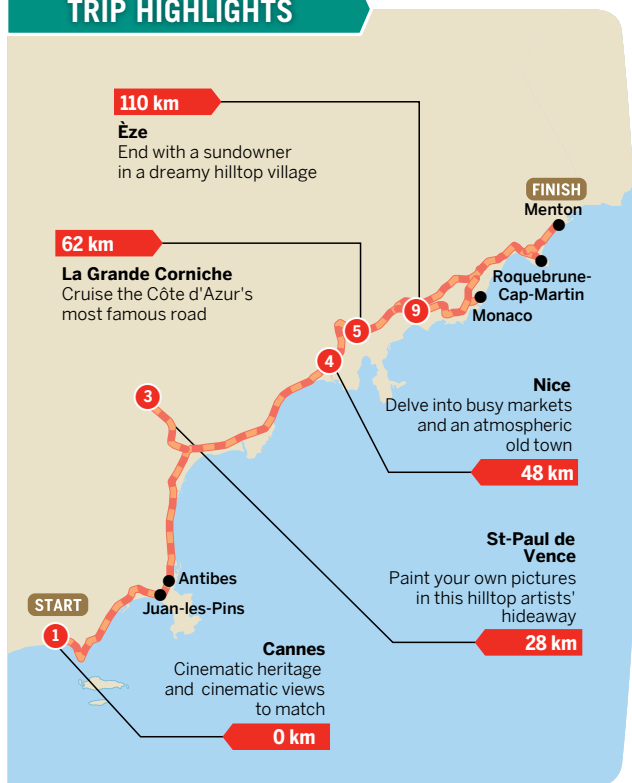 TRIP HIGHLIGHTS
110 km
Èze
End with a sundowner
in a dreamy hilltop village
FINISH
Menton
62 km
La Grande Corniche
Cruise the Côte d'Azur's
most famous road
Roquebrune-
Cap-Martin
Monaco
9
5
4
3
Nice
Delve into busy markets
and an atmospheric
old town
48 km
St-Paul de
Vence
Paint your own pictures
in this hilltop artists'
hideaway
28 km
Antibes
Juan-les-Pins
START
1
Cannes
Cinematic heritage
and cinematic views
to match
0 km